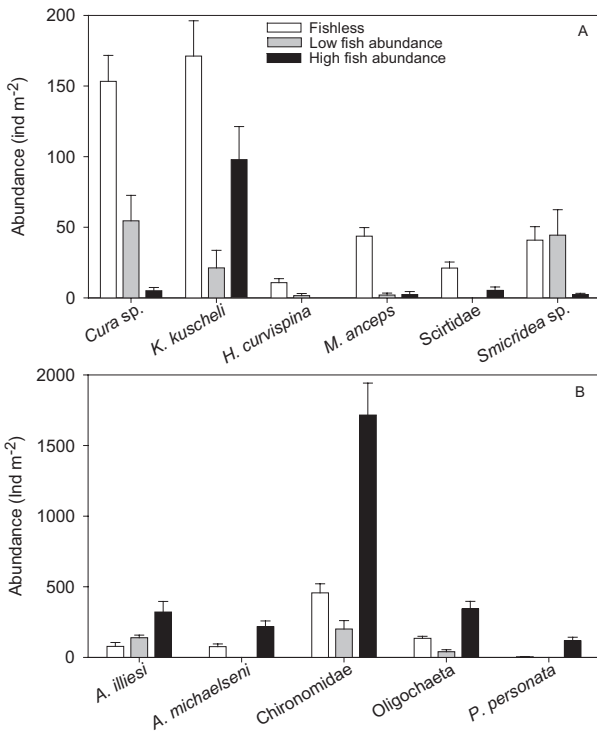 200
150
100
50
0
Abundance (ind m-2)
Fishless
Low fish abundance
High fish abundance
A
Cura sp.
K. kuscheli
H. curvispina
M. anceps
Scirtidae
Smicridea sp.
2000
1500
1000
500
0
Abundance (Ind m-2)
B
A. illiesi
A. michaelseni
Chironomidae
Oligochaeta
P. personata